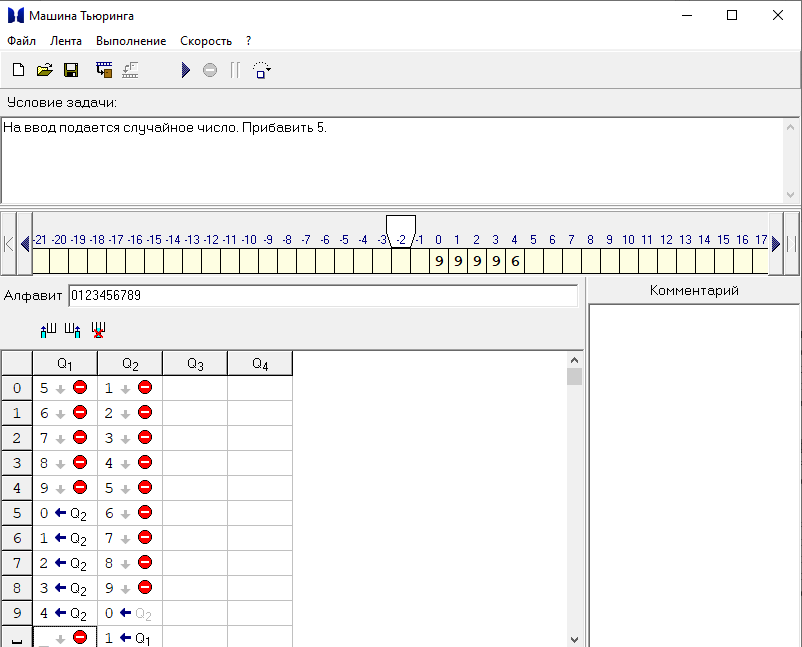 Машина Тьюринга
Файл Лента Выполнение Скорость ?
Условие задачи:
На ввод подается случайное число. Прибавить 5.
-21 -20 -19 -18 -17 -16 -15 -14 -13 -12 -11 -10 -9 -8 -7 -6 -5 -4 -3 -2 -1 0 1 2 3 4 5 6 7 8 9 10 11 12 13 14 15 16 17
9 9 9 9 6
Алфавит 0123456789
Комментарий
Q1 Q2 Q3 Q4
0 5 1
1 6 2
2 7 3
3 8 4
4 9 5
5 0 ← Q2 6
6 1 ← Q2 7
7 2 ← Q2 8
8 3 ← Q2 9
9 4 ← Q2 0 ← Q2
_ _ 1 ← Q1